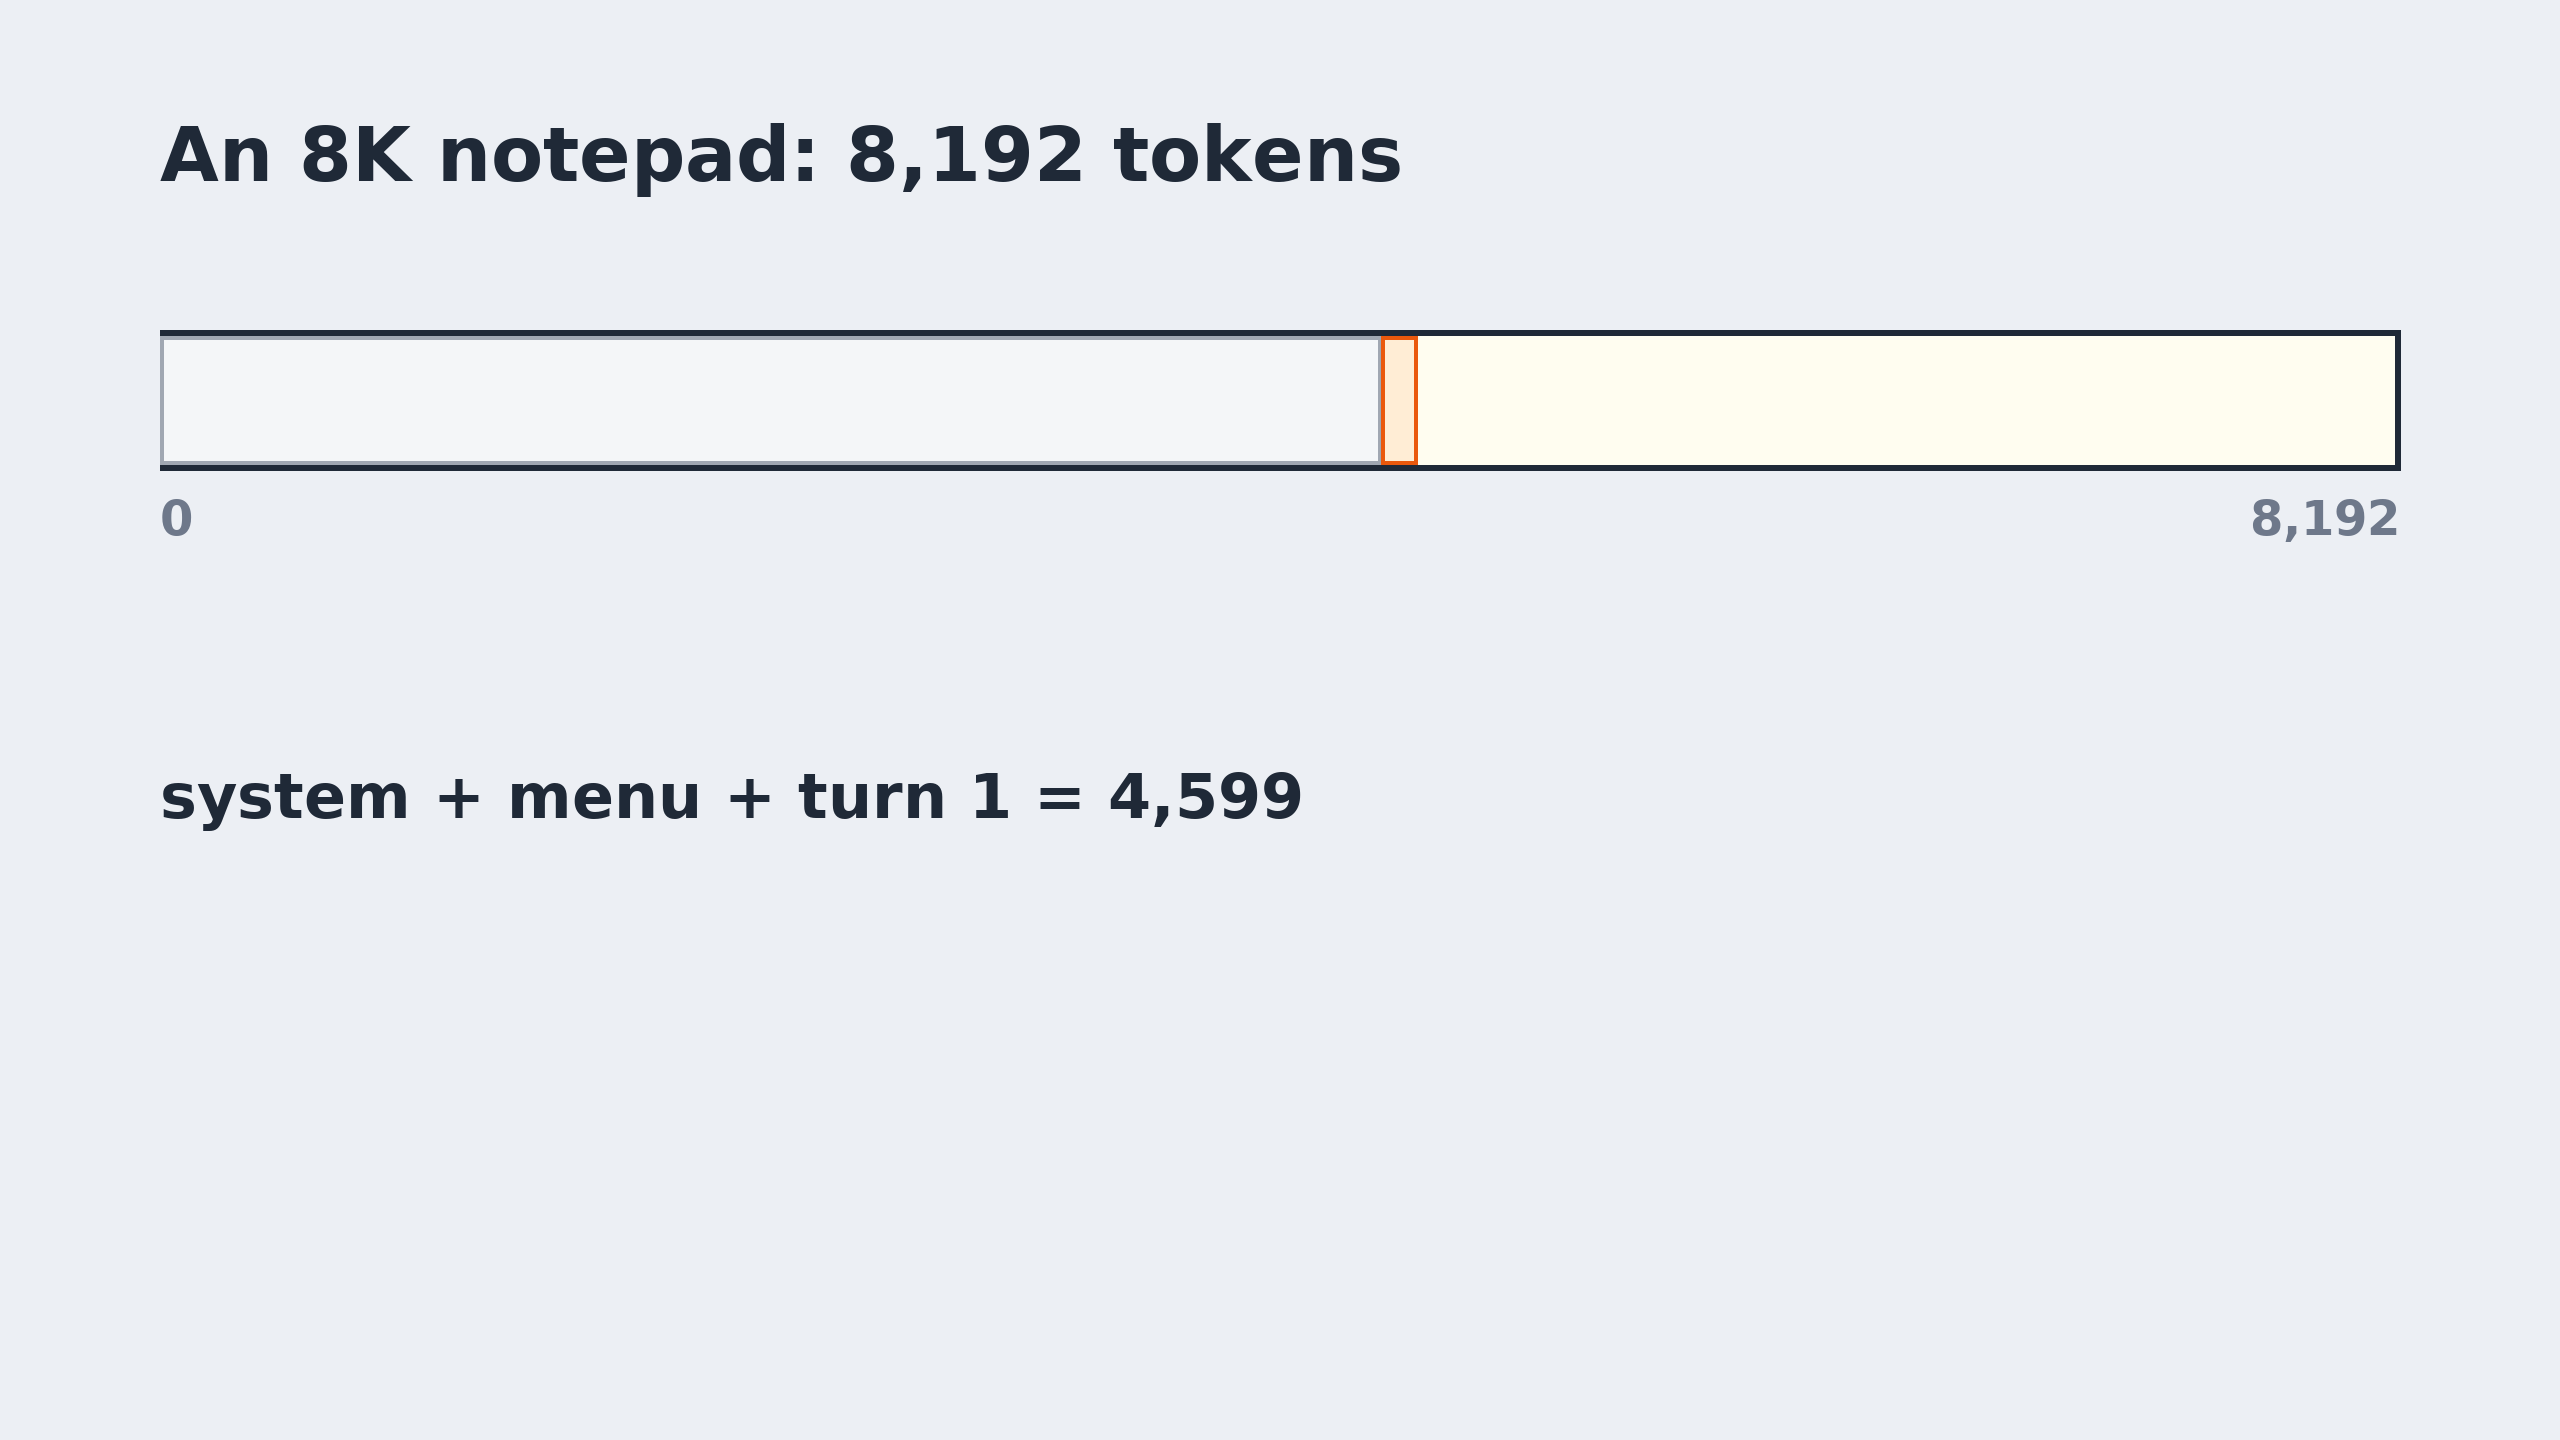 An 8K notepad: 8,192 tokens
0 8,192
system + menu + turn 1 = 4,599